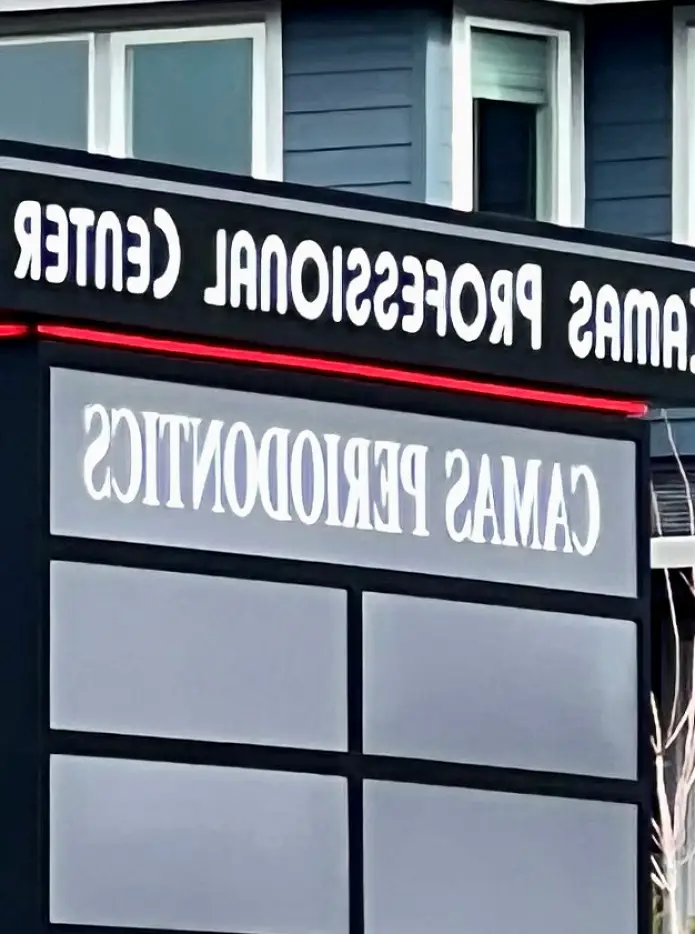 CAMAS PROFESSIONAL CENTER
CAMAS PERIODONTICS